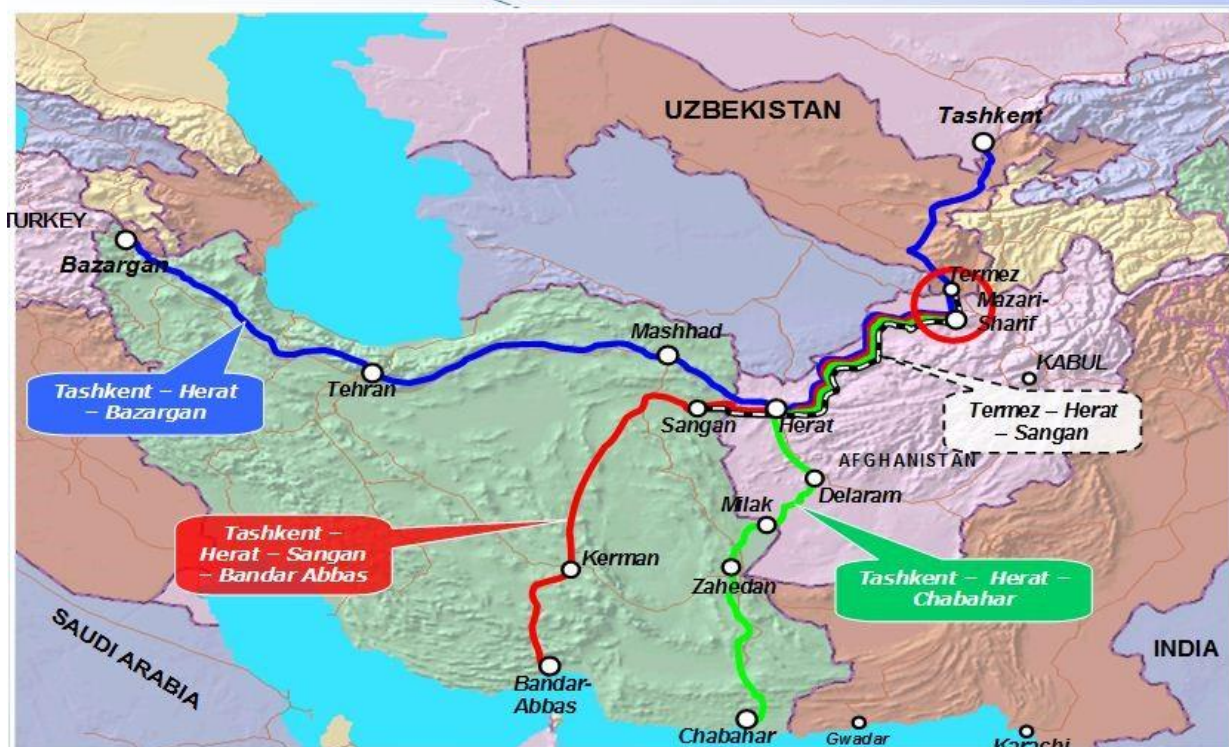 UZBEKISTAN
Tashkent
TURKEY
Bazargan
Termez
Mazari-
Sharif
Mashhad
KABUL
Tehran
Tashkent – Herat
– Bazargan
Sangan
Herat
Termez – Herat
– Sangan
AFGHANISTAN
Delaram
Milak
Tashkent –
Herat – Sangan
– Bandar Abbas
Kerman
Zahedan
Tashkent – Herat –
Chabahar
SAUDI ARABIA
INDIA
Bandar-
Abbas
Chabahar
Gwadar
Karachi